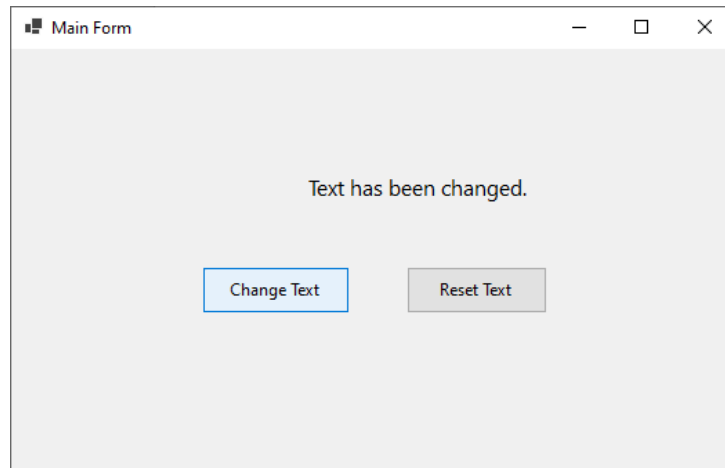 Main Form
Text has been changed.
Change Text
Reset Text